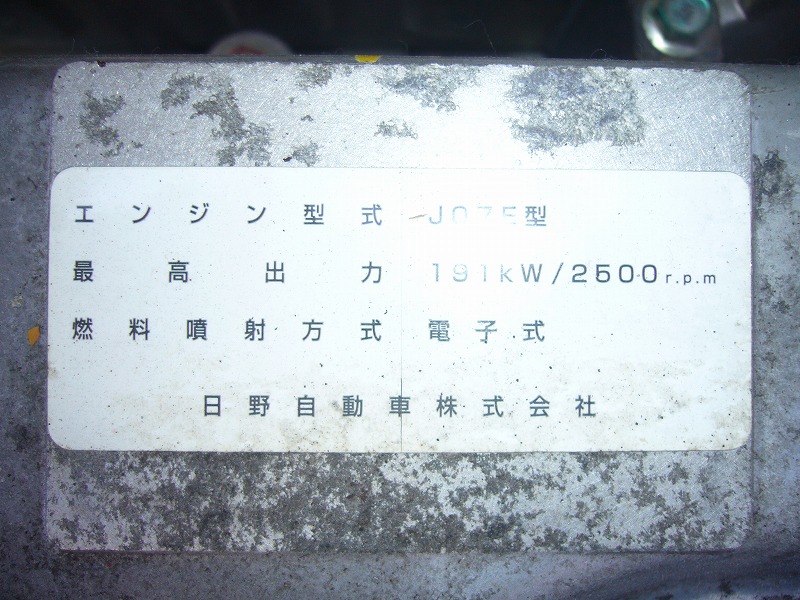 エンジン型式 J07E型
最高出力 191kW/2500r.p.m
燃料噴射方式 電子式
日野自動車株式会社